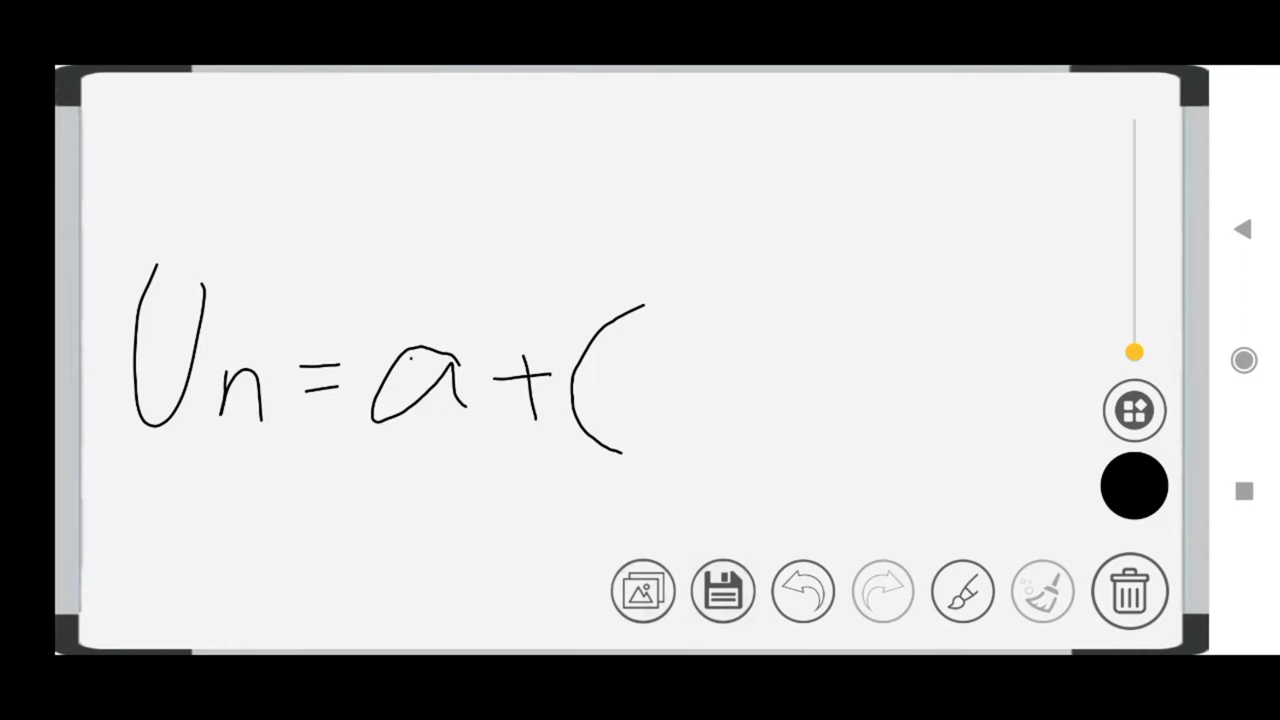 Un = a + (